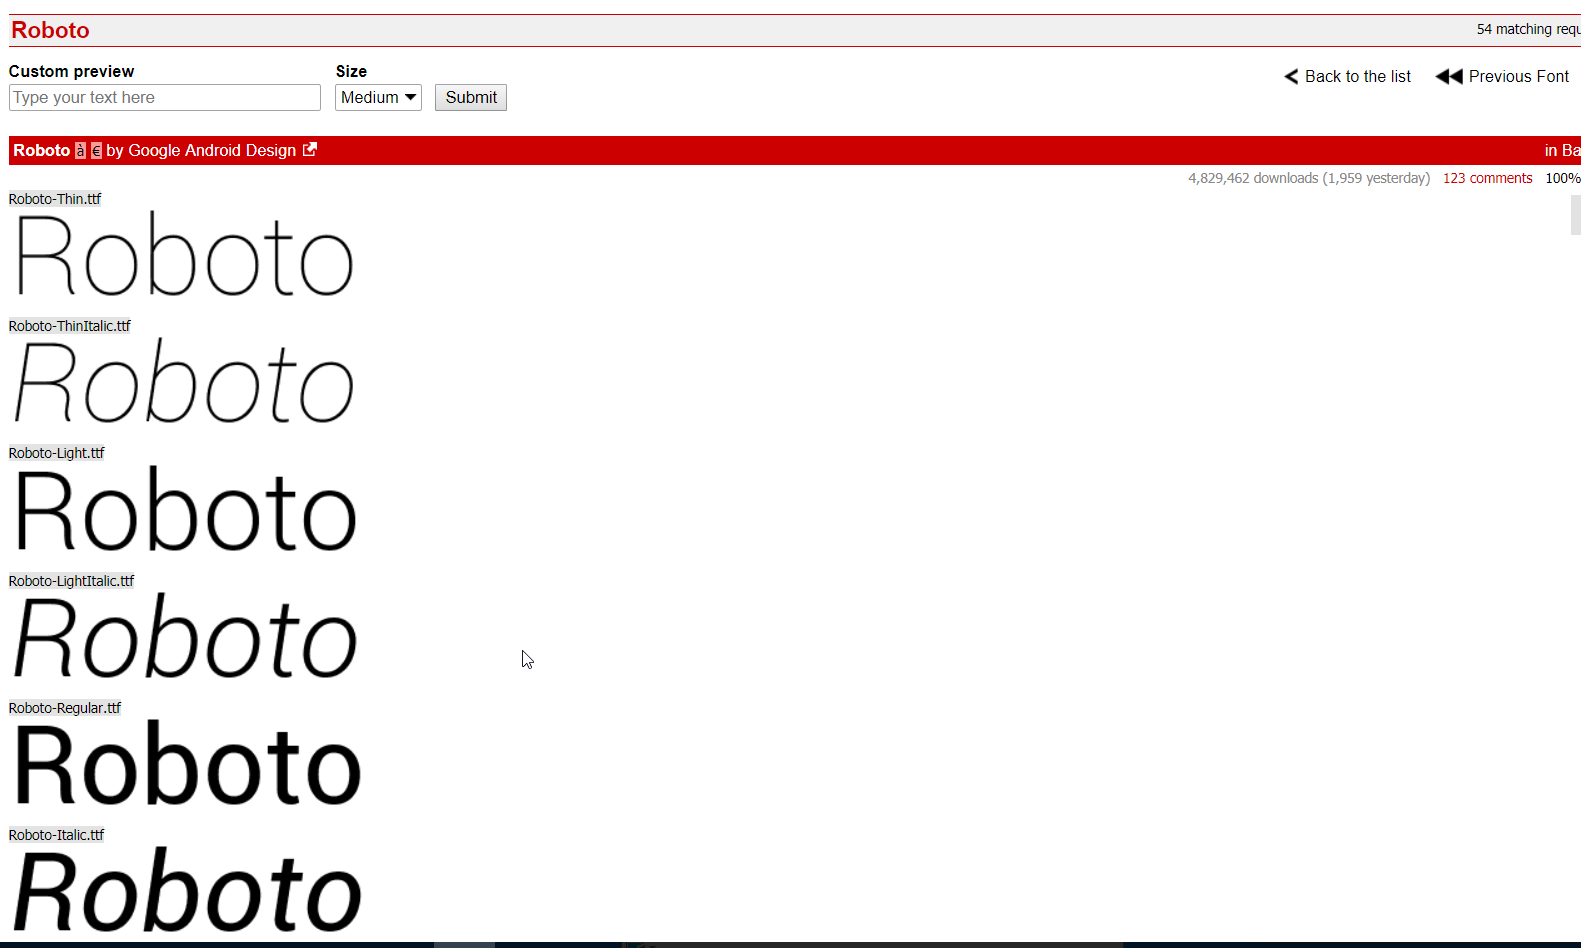 Roboto
54 matching requ
Custom preview
Size
Type your text here
Medium
Submit
Back to the list
Previous Font
Roboto à € by Google Android Design
in Ba
4,829,462 downloads (1,959 yesterday) 123 comments 100%
Roboto-Thin.ttf
Roboto
Roboto-ThinItalic.ttf
Roboto
Roboto-Light.ttf
Roboto
Roboto-LightItalic.ttf
Roboto
Roboto-Regular.ttf
Roboto
Roboto-Italic.ttf
Roboto